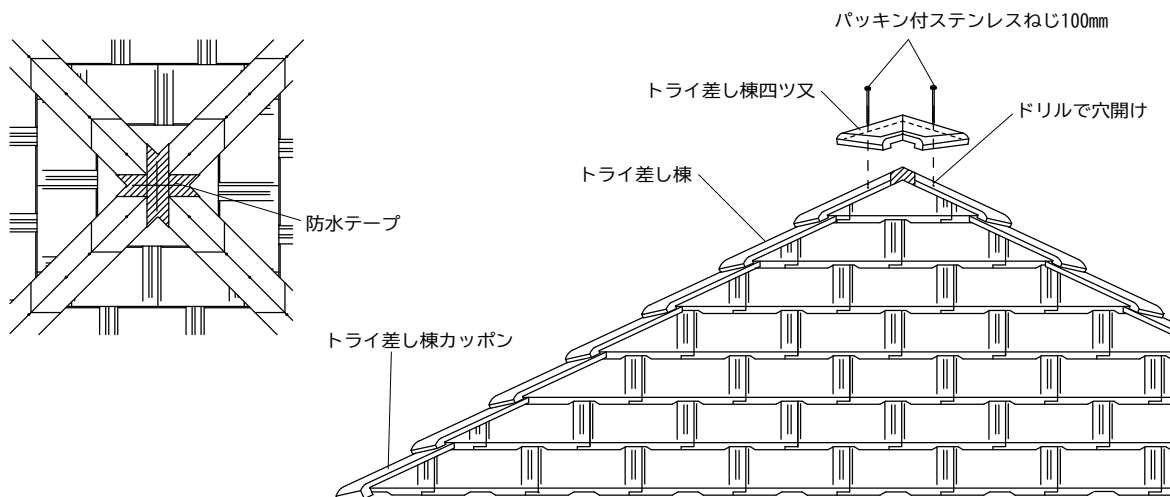 パッキン付ステンレスねじ100mm
トライ差し棟四ツ又
ドリルで穴開け
トライ差し棟
防水テープ
トライ差し棟カッポン